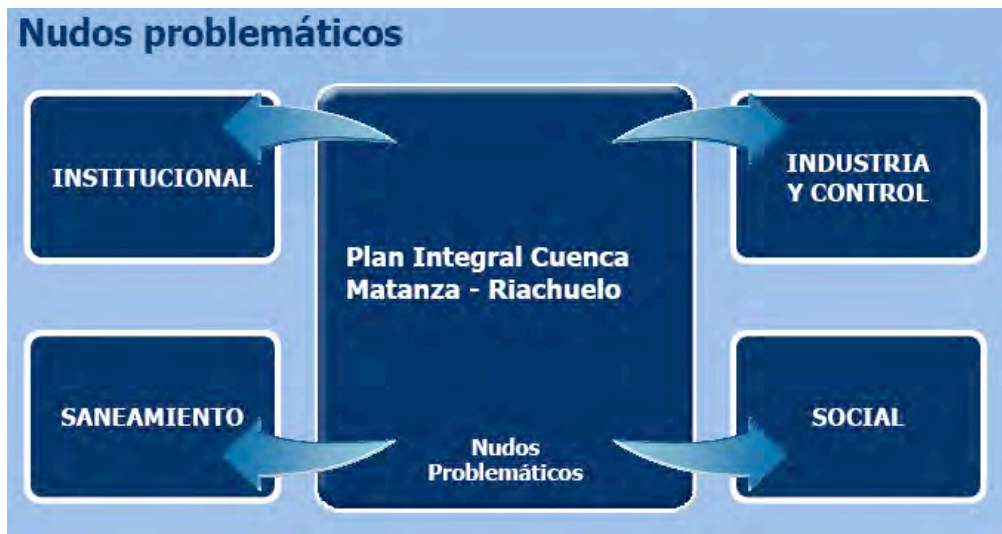 Nudos problemáticos
INSTITUCIONAL
INDUSTRIA
Y CONTROL
Plan Integral Cuenca
Matanza - Riachuelo
SANEAMIENTO
SOCIAL
Nudos
Problemáticos